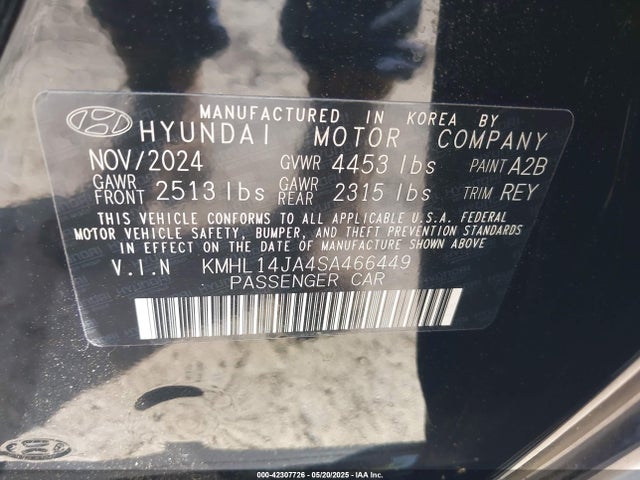 MANUFACTURED IN KOREA BY
HYUNDAI MOTOR COMPANY
NOV/2024 GVWR 4453 lbs PAINT A2B
GAWR FRONT 2513 lbs GAWR REAR 2315 lbs TRIM REY
THIS VEHICLE CONFORMS TO ALL APPLICABLE U.S.A. FEDERAL
MOTOR VEHICLE SAFETY, BUMPER, AND THEFT PREVENTION STANDARDS
IN EFFECT ON THE DATE OF MANUFACTURE SHOWN ABOVE
V.I.N KMHL14JA4SA466449
PASSENGER CAR
000-42307726 - 05/20/2025 - IAA Inc.